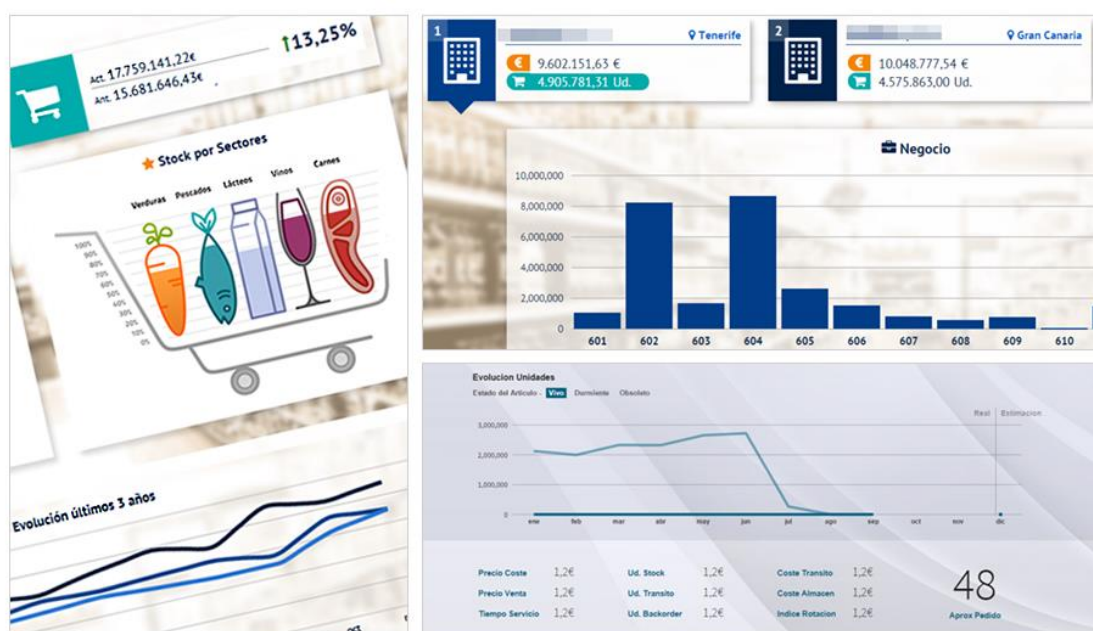 Act. 17.759.141,22€
Ant. 15.681.646,43€
13,25%
Stock por Sectores
Verduras Pescados Lácteos Vinos Carnes
100%
90%
80%
70%
60%
50%
40%
30%
20%
10%
0%
Evolución últimos 3 años
1
Tenerife
9.602.151,63 €
4.905.781,31 Ud.
2
Gran Canaria
10.048.777,54 €
4.575.863,00 Ud.
Negocio
10,000,000
8,000,000
6,000,000
4,000,000
2,000,000
0
601 602 603 604 605 606 607 608 609 610
Evolucion Unidades
Estado del Articulo - Vivo Durmiente Obsoleto
Real Estimacion
3,000,000
2,000,000
1,000,000
0
ene feb mar abr may jun jul ago sep oct nov dic
Precio Coste 1,2€ Ud. Stock 1,2€ Coste Transito 1,2€
Precio Venta 1,2€ Ud. Transito 1,2€ Coste Almacen 1,2€
Tiempo Servicio 1,2€ Ud. Backorder 1,2€ Indice Rotacion 1,2€
48
Aprox Pedido